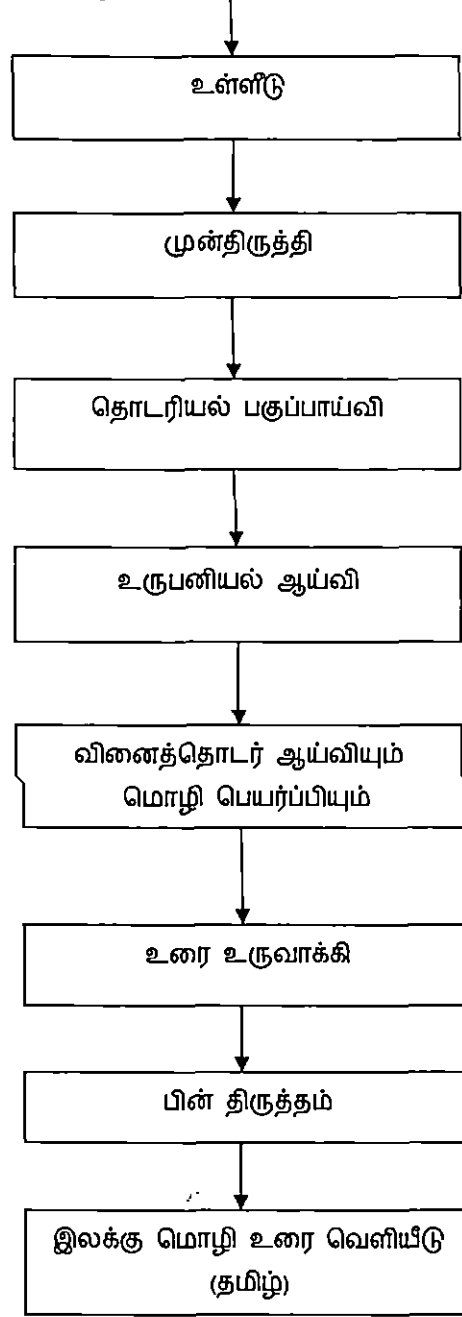 உள்ளீடு
முன்திருத்தி
தொடரியல் பகுப்பாய்வி
உருபனியல் ஆய்வி
வினைத்தொடர் ஆய்வியும்
மொழி பெயர்ப்பியும்
உரை உருவாக்கி
பின் திருத்தம்
இலக்கு மொழி உரை வெளியீடு
(தமிழ்)